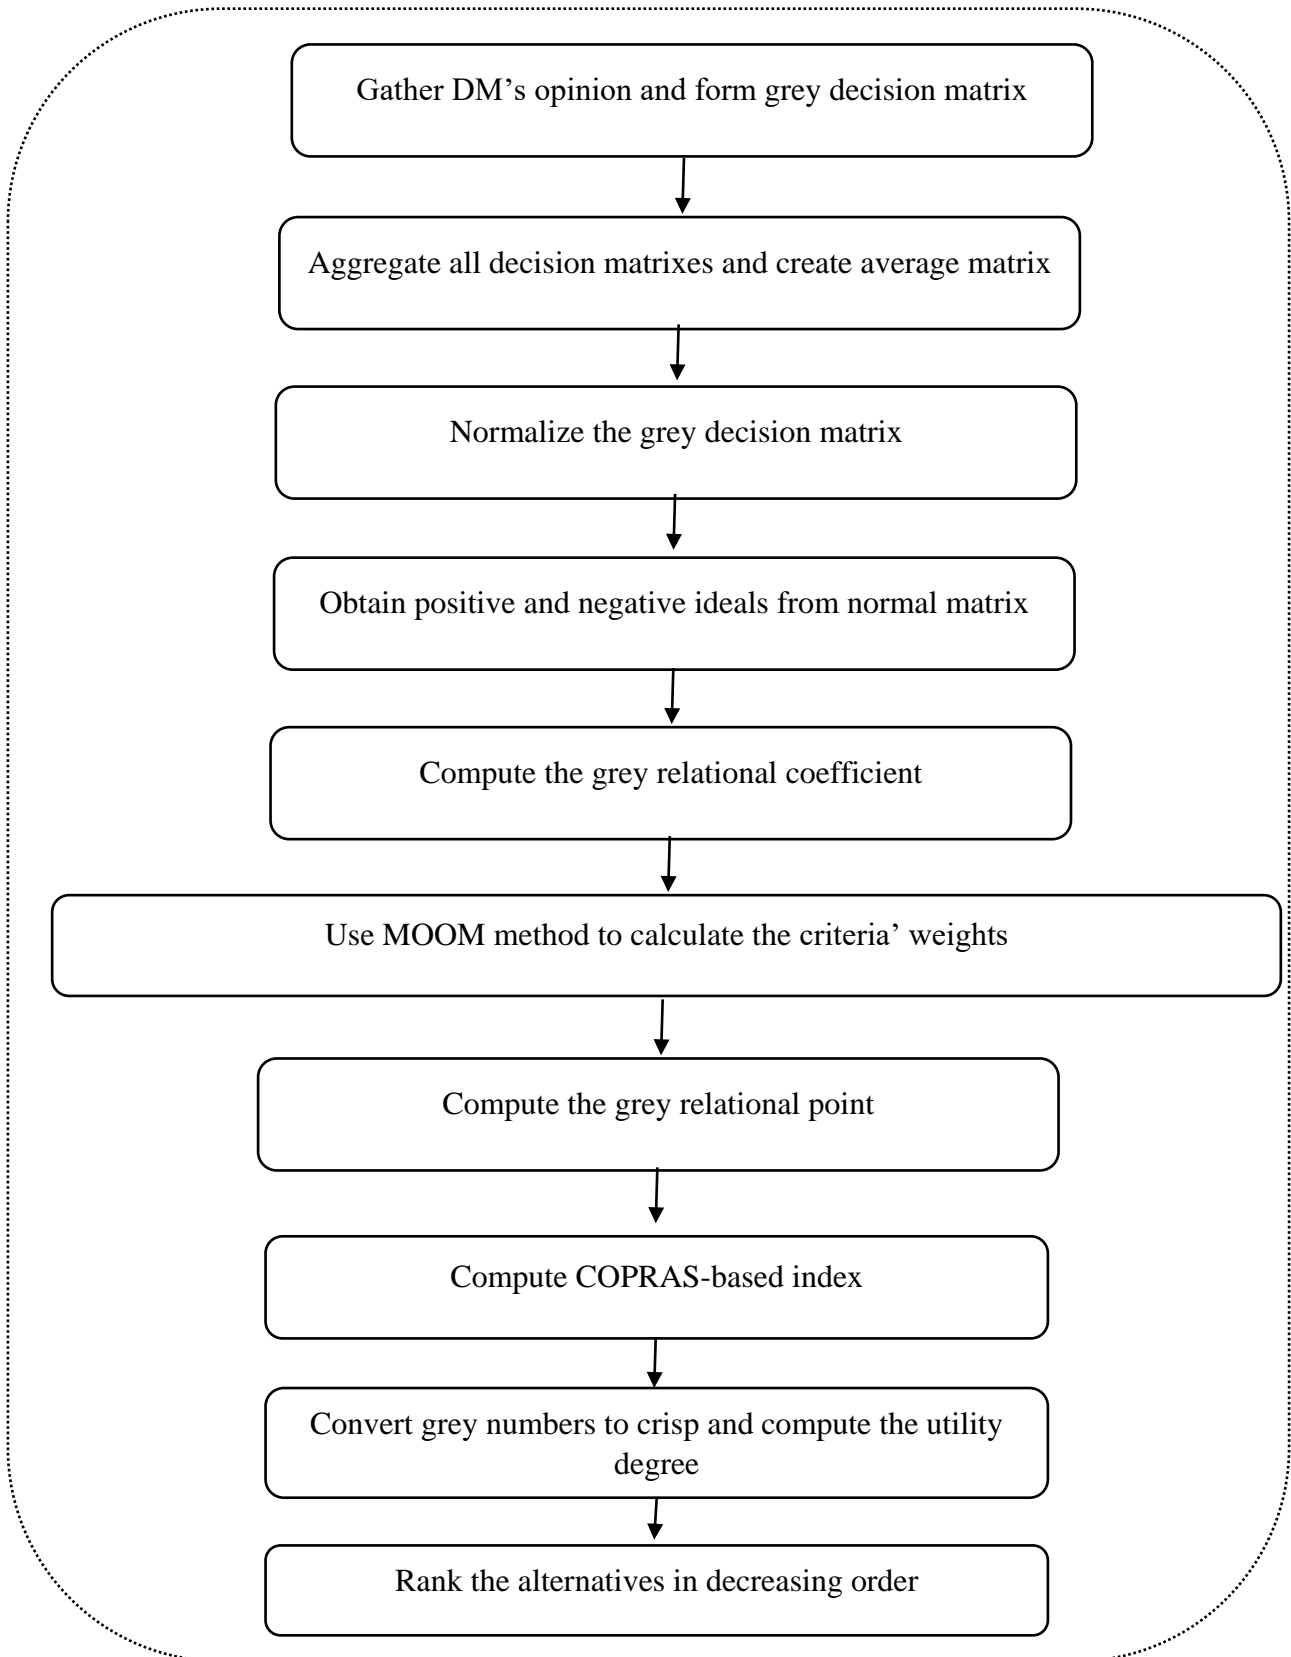 Gather DM’s opinion and form grey decision matrix
Aggregate all decision matrixes and create average matrix
Normalize the grey decision matrix
Obtain positive and negative ideals from normal matrix
Compute the grey relational coefficient
Use MOOM method to calculate the criteria’ weights
Compute the grey relational point
Compute COPRAS-based index
Convert grey numbers to crisp and compute the utility
degree
Rank the alternatives in decreasing order